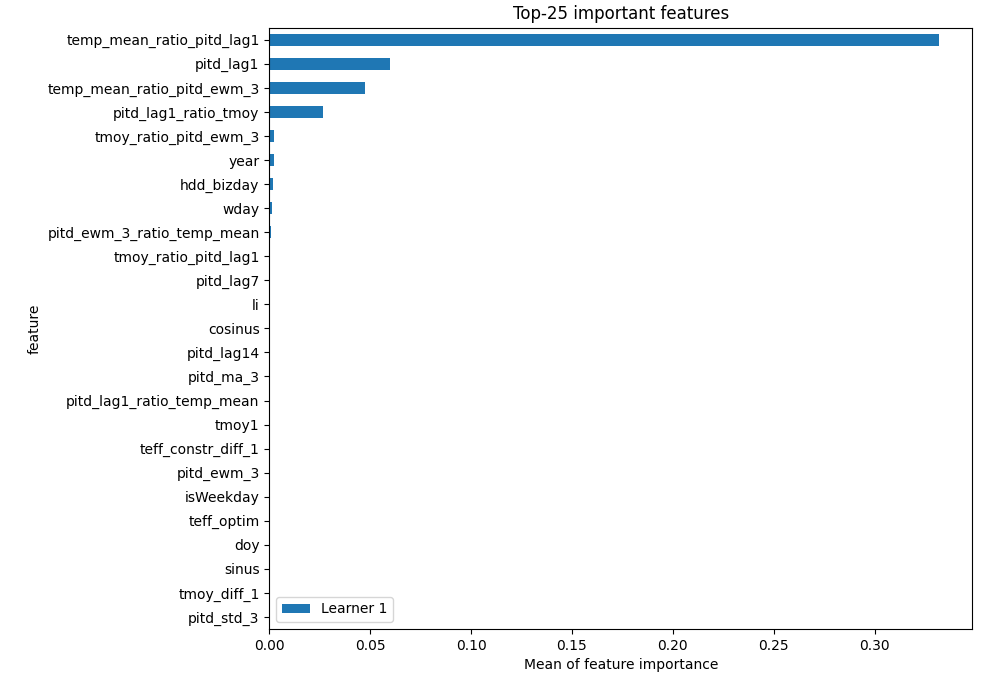 Top-25 important features
temp_mean_ratio_pitd_lag1
pitd_lag1
temp_mean_ratio_pitd_ewm_3
pitd_lag1_ratio_tmoy
tmoy_ratio_pitd_ewm_3
year
hdd_bizday
wday
pitd_ewm_3_ratio_temp_mean
tmoy_ratio_pitd_lag1
pitd_lag7
li
cosinus
pitd_lag14
pitd_ma_3
pitd_lag1_ratio_temp_mean
tmoy1
teff_constr_diff_1
pitd_ewm_3
isWeekday
teff_optim
doy
sinus
tmoy_diff_1
pitd_std_3
feature
Learner 1
0.00 0.05 0.10 0.15 0.20 0.25 0.30
Mean of feature importance